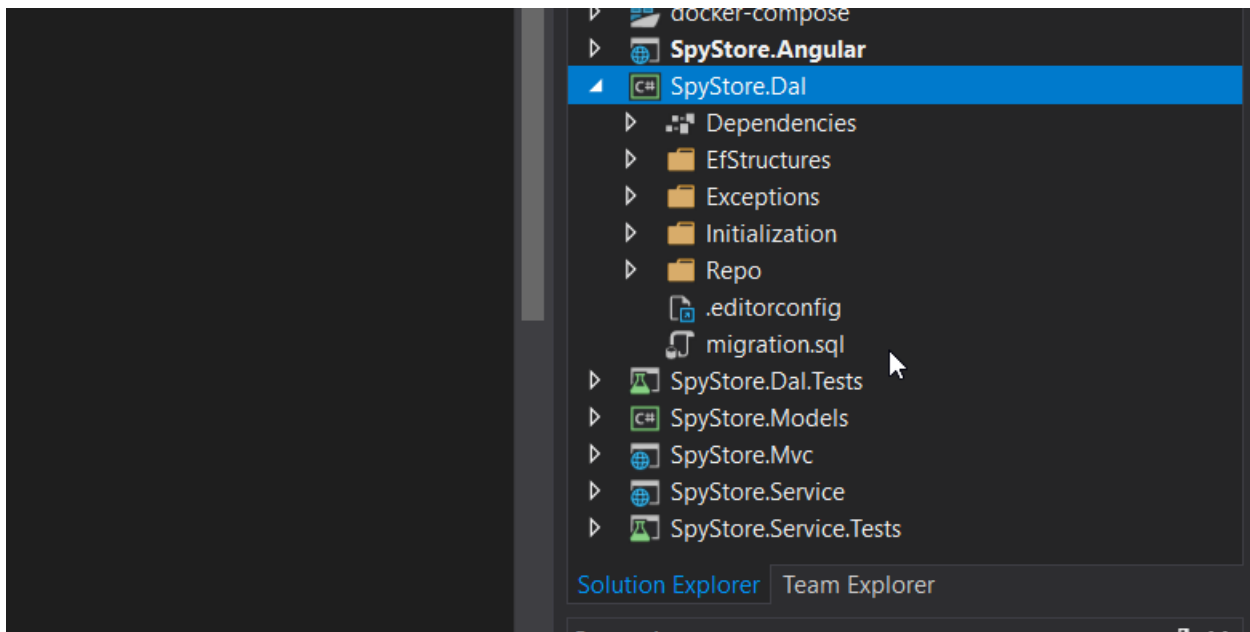 docker-compose
SpyStore.Angular
C# SpyStore.Dal
Dependencies
EfStructures
Exceptions
Initialization
Repo
.editorconfig
migration.sql
SpyStore.Dal.Tests
C# SpyStore.Models
SpyStore.Mvc
SpyStore.Service
SpyStore.Service.Tests
Solution Explorer Team Explorer